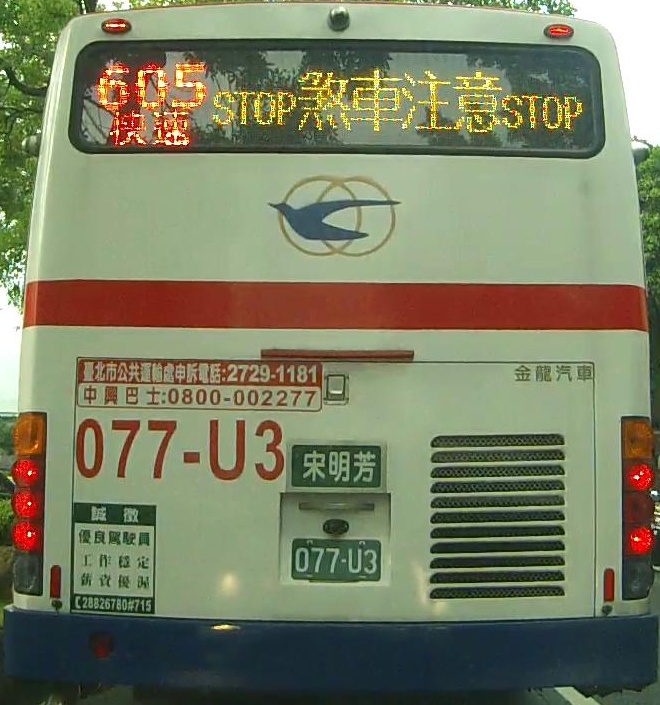 605 STOP煞車注意STOP
快速
臺北市公共運輸處申訴電話:2729-1181
中興巴士:0800-002277
金龍汽車
077-U3
宋明芳
077-U3
誠徵
優良駕駛員
工作穩定
薪資優渥
28826780#715